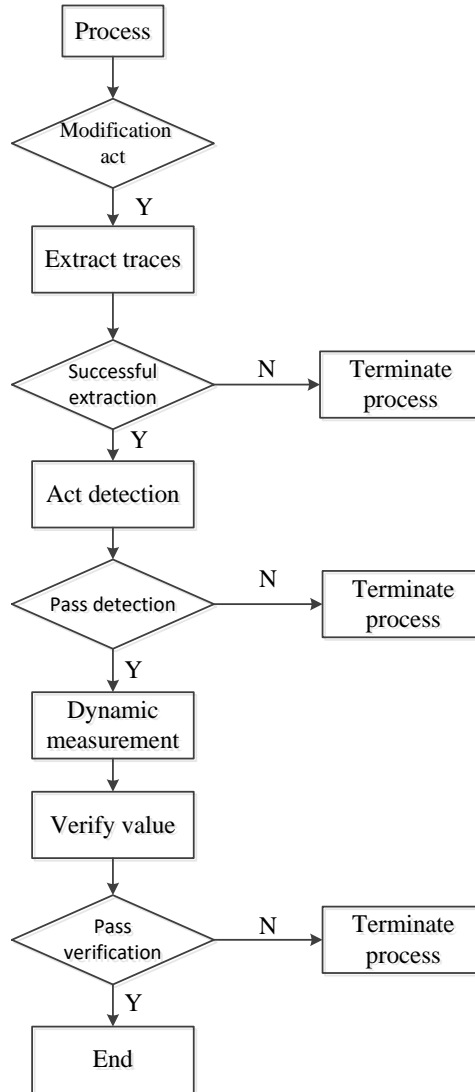 Process
Modification
act
Y
Extract traces
Successful
extraction
N
Terminate
process
Y
Act detection
Pass detection
N
Terminate
process
Y
Dynamic
measurement
Verify value
Pass
verification
N
Terminate
process
Y
End